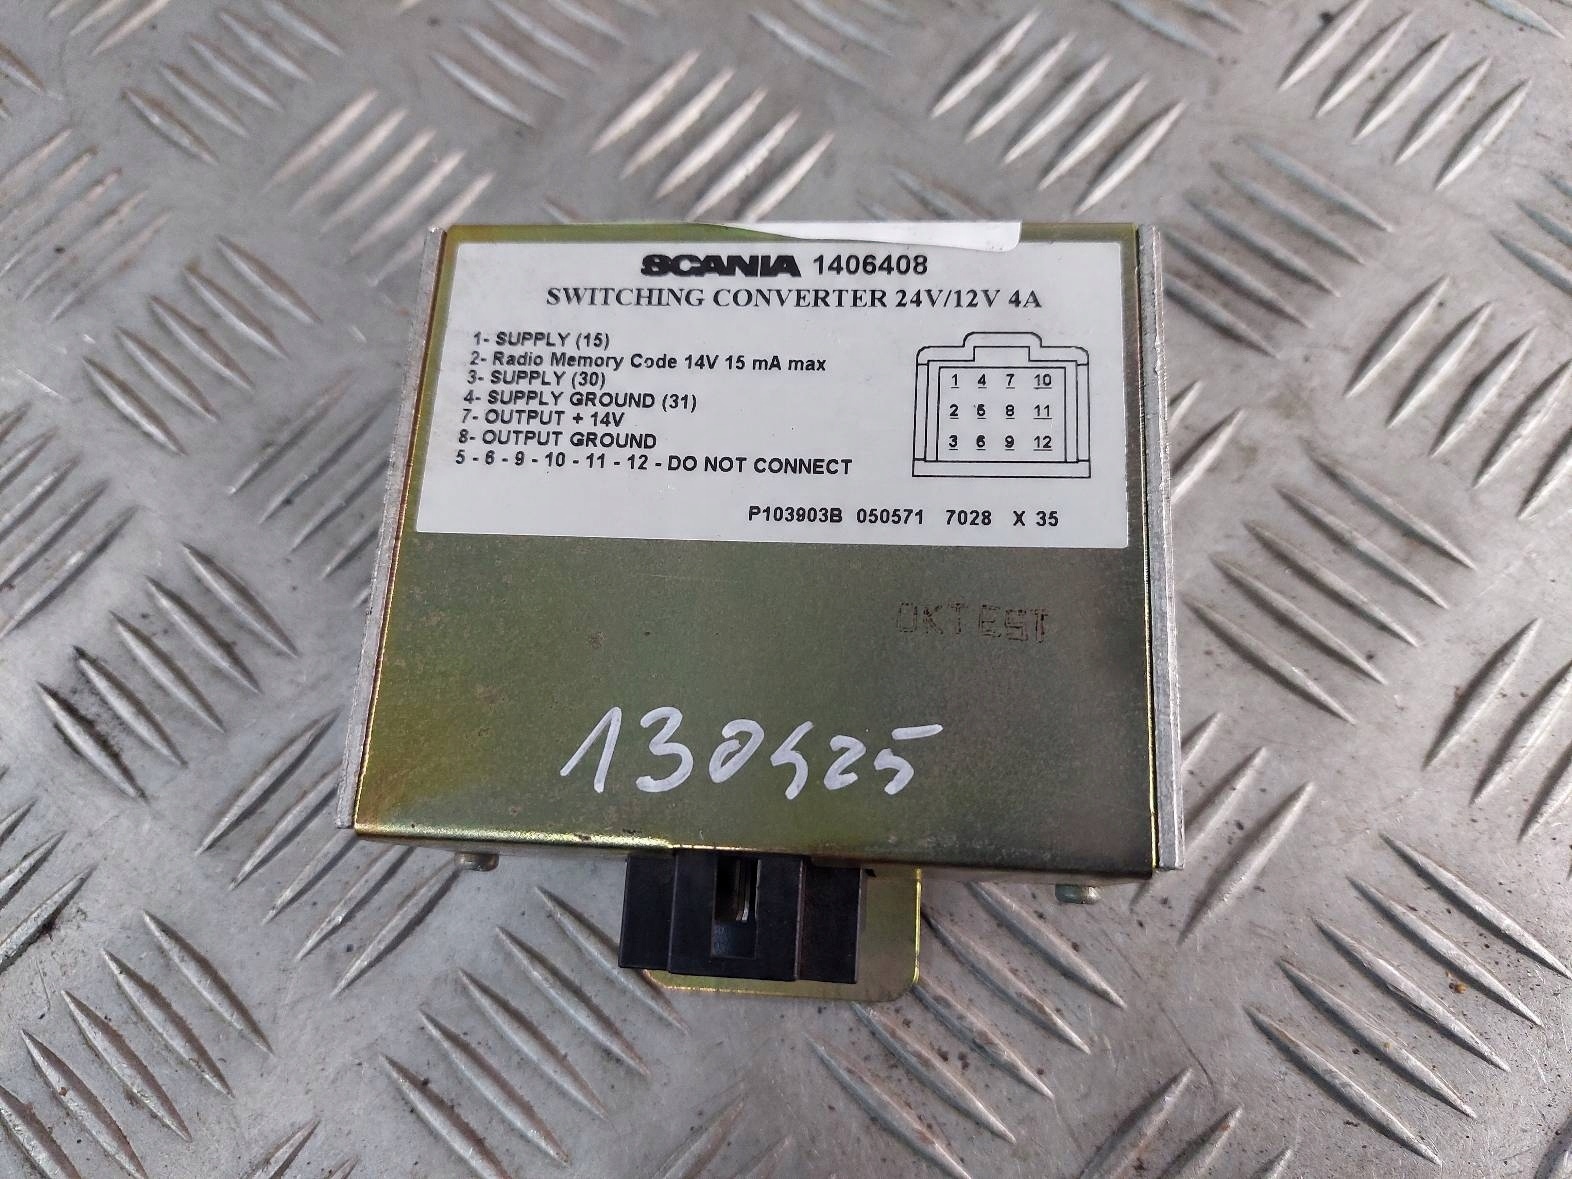 SCANIA 1406408
SWITCHING CONVERTER 24V/12V 4A
1- SUPPLY (15)
2- Radio Memory Code 14V 15 mA max
3- SUPPLY (30)
4- SUPPLY GROUND (31)
7- OUTPUT + 14V
8- OUTPUT GROUND
5 - 6 - 9 - 10 - 11 - 12 - DO NOT CONNECT
1 4 7 10
2 5 8 11
3 6 9 12
P103903B 050571 7028 X 35
OKTEST
130425